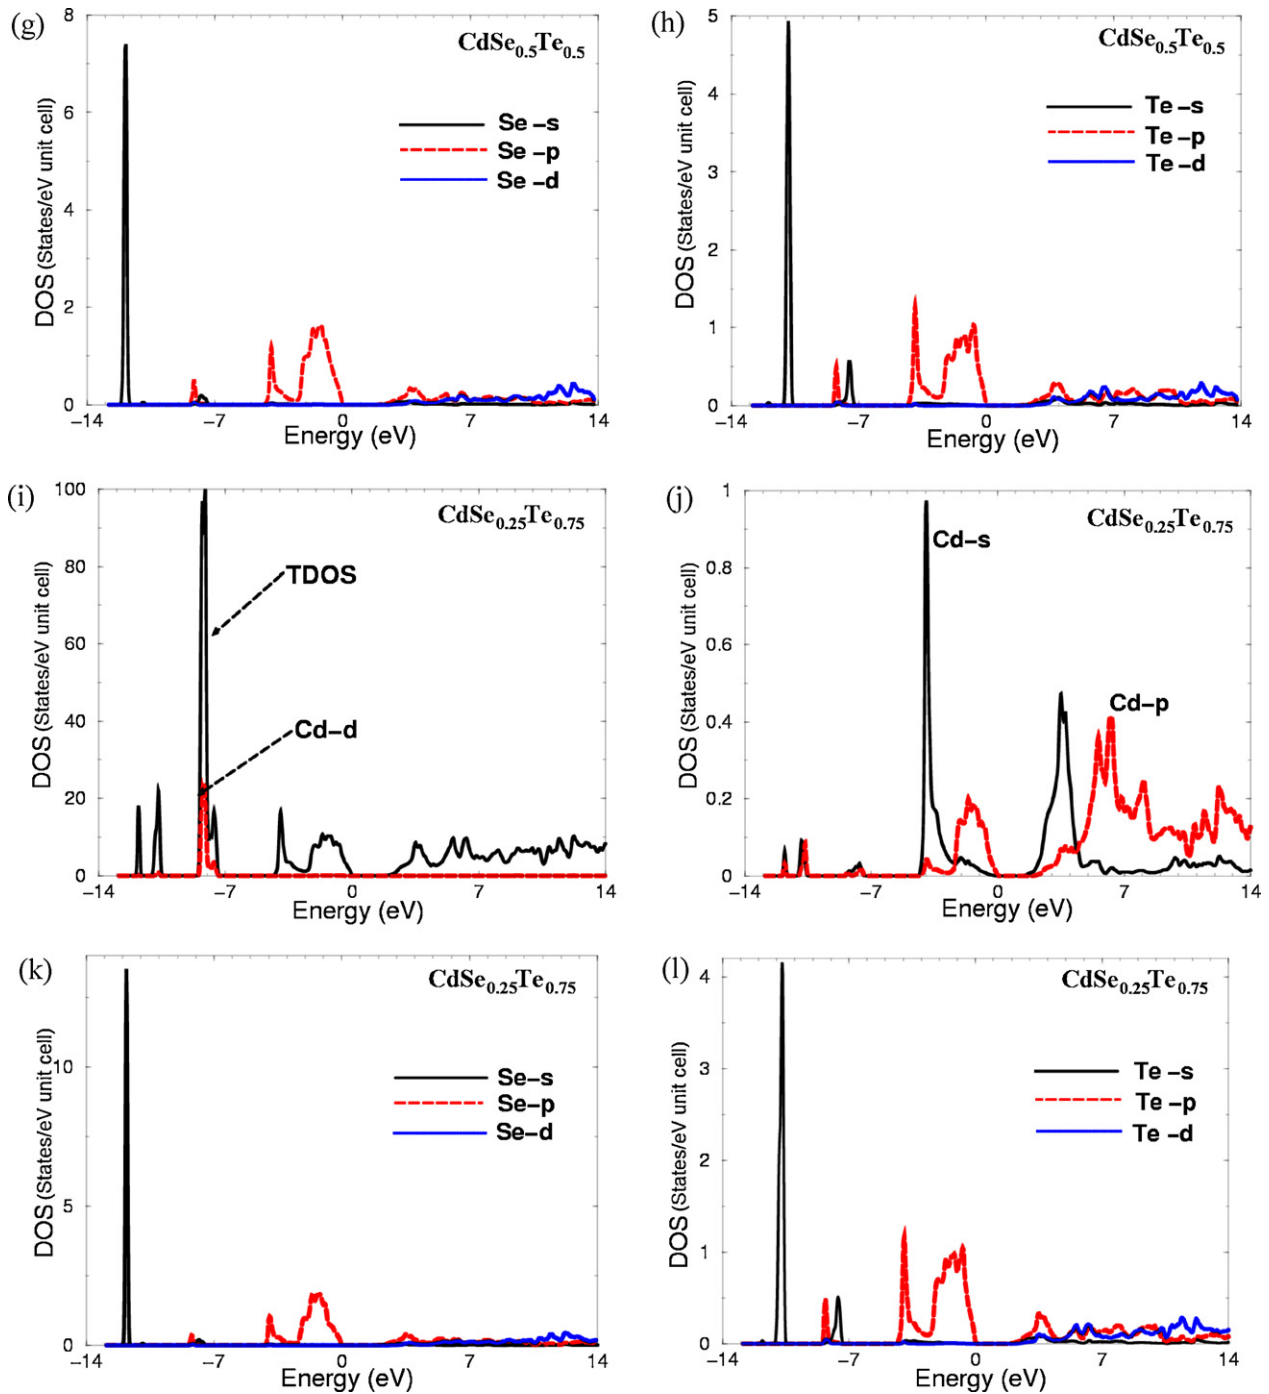 (g)
CdSe0.5Te0.5
8
6
4
2
0
DOS (States/eV unit cell)
Se -s
Se -p
Se -d
-14
-7
0
7
14
Energy (eV)
(h)
CdSe0.5Te0.5
5
4
3
2
1
0
DOS (States/eV unit cell)
Te -s
Te -p
Te -d
-14
-7
0
7
14
Energy (eV)
(i)
CdSe0.25Te0.75
100
80
60
40
20
0
DOS (States/eV unit cell)
TDOS
Cd-d
-14
-7
0
7
14
Energy (eV)
(j)
CdSe0.25Te0.75
1
0.8
0.6
0.4
0.2
0
DOS (States/eV unit cell)
Cd-s
Cd-p
-14
-7
0
7
14
Energy (eV)
(k)
CdSe0.25Te0.75
10
5
0
DOS (States/eV unit cell)
Se-s
Se-p
Se-d
-14
-7
0
7
14
Energy (eV)
(l)
CdSe0.25Te0.75
4
3
2
1
0
DOS (States/eV unit cell)
Te -s
Te -p
Te -d
-14
-7
0
7
14
Energy (eV)